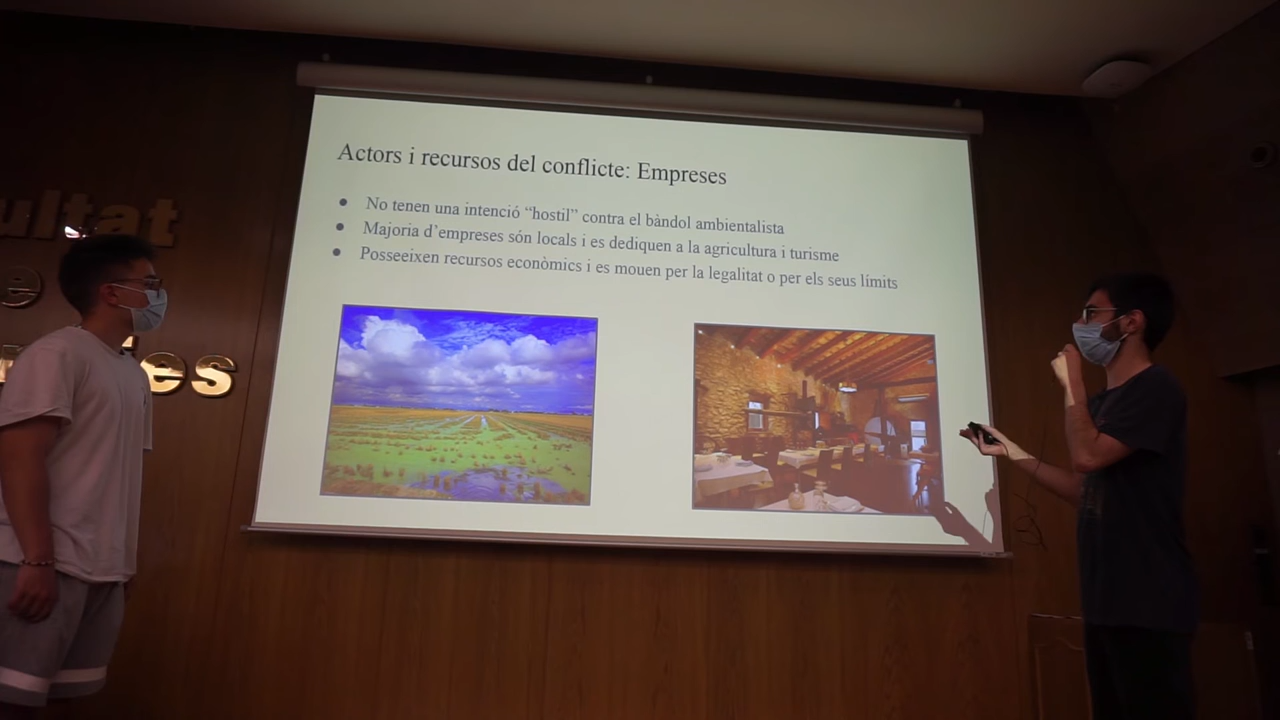 Actors i recursos del conflicte: Empreses
No tenen una intenció “hostil” contra el bàndol ambientalista
Majoria d’empreses són locals i es dediquen a la agricultura i turisme
Posseeixen recursos econòmics i es mouen per la legalitat o per els seus límits
ultat
e
es